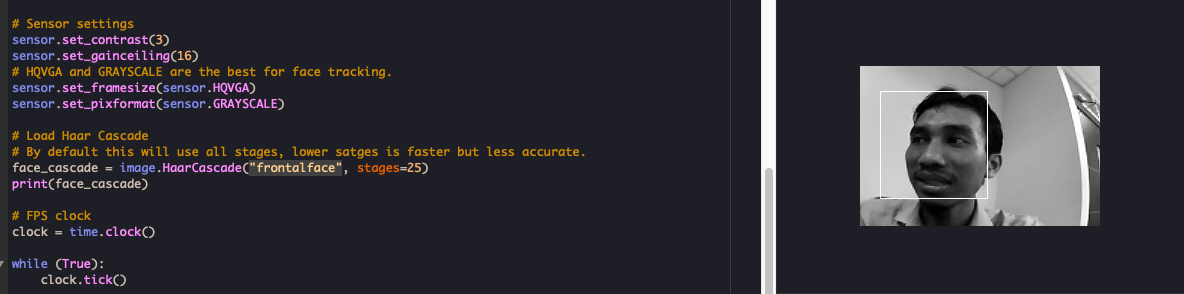 # Sensor settings
sensor.set_contrast(3)
sensor.set_gainceiling(16)
# HQVGA and GRAYSCALE are the best for face tracking.
sensor.set_framesize(sensor.HQVGA)
sensor.set_pixformat(sensor.GRAYSCALE)
# Load Haar Cascade
# By default this will use all stages, lower satges is faster but less accurate.
face_cascade = image.HaarCascade("frontalface", stages=25)
print(face_cascade)
# FPS clock
clock = time.clock()
while (True):
    clock.tick()